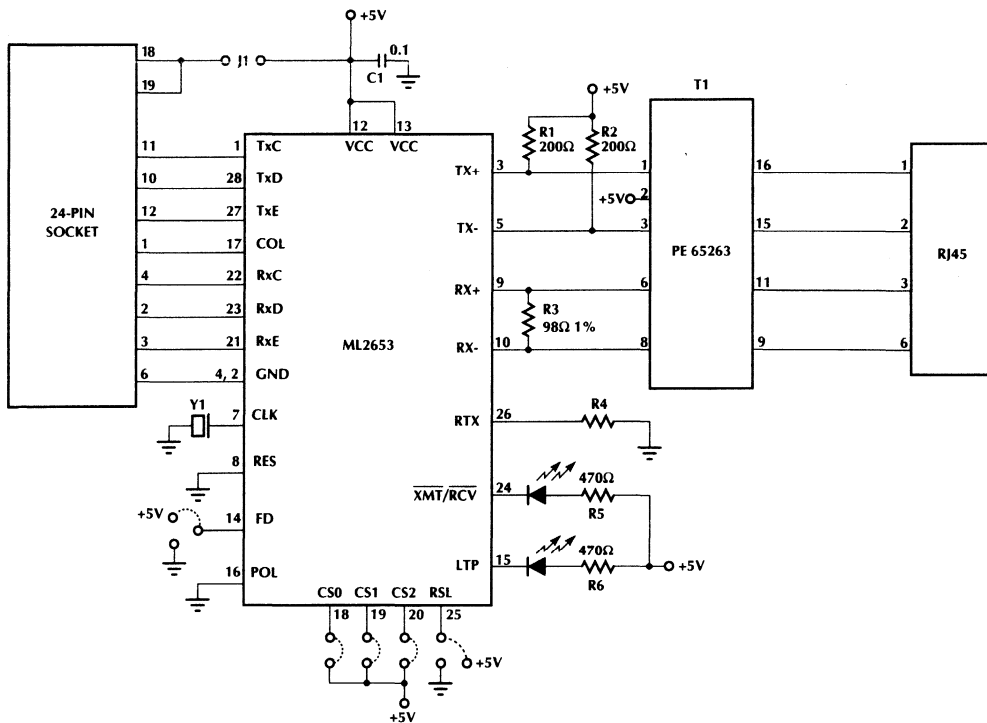 +5V
18
J1
0.1
C1
19
T1
+5V
12
13
VCC
VCC
R1
200Ω
R2
200Ω
11
1
TxC
TX+
3
1
16
1
10
28
TxD
+5V
2
12
27
TxE
TX-
5
3
15
2
24-PIN
SOCKET
1
17
COL
PE 65263
RJ45
4
22
RxC
RX+
9
6
11
3
2
23
RxD
R3
98Ω 1%
ML2653
3
21
RxE
RX-
10
8
9
6
6
4, 2
GND
Y1
7
CLK
RTX
26
R4
8
RES
XMT/RCV
24
470Ω
R5
+5V
14
FD
LTP
15
470Ω
R6
+5V
16
POL
CS0
CS1
CS2
RSL
18
19
20
25
+5V
+5V